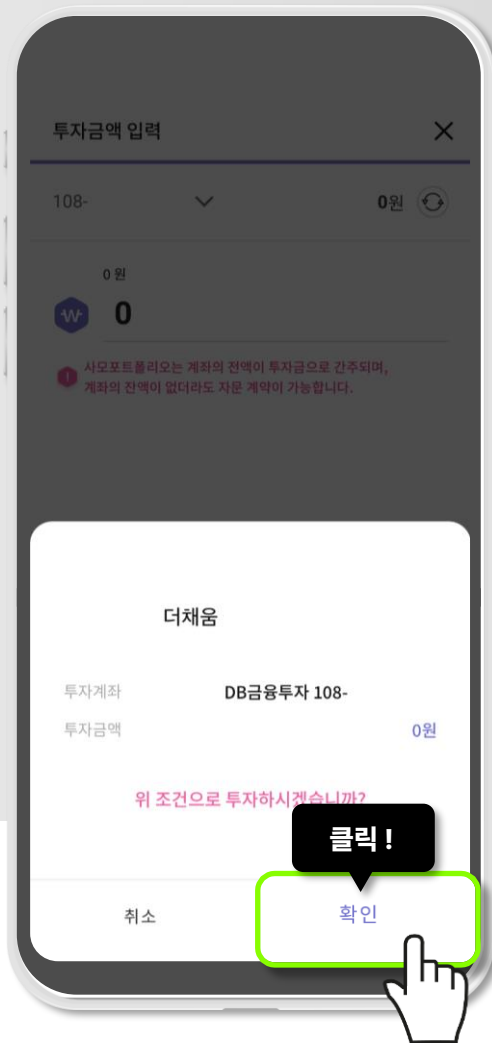 투자금액 입력
108- 0원
0 원
0
사모포트폴리오는 계좌의 전액이 투자금으로 간주되며,
계좌의 잔액이 없더라도 자문 계약이 가능합니다.
더채움
투자계좌 DB금융투자 108-
투자금액 0원
위 조건으로 투자하시겠습니까?
클릭 !
취소 확인